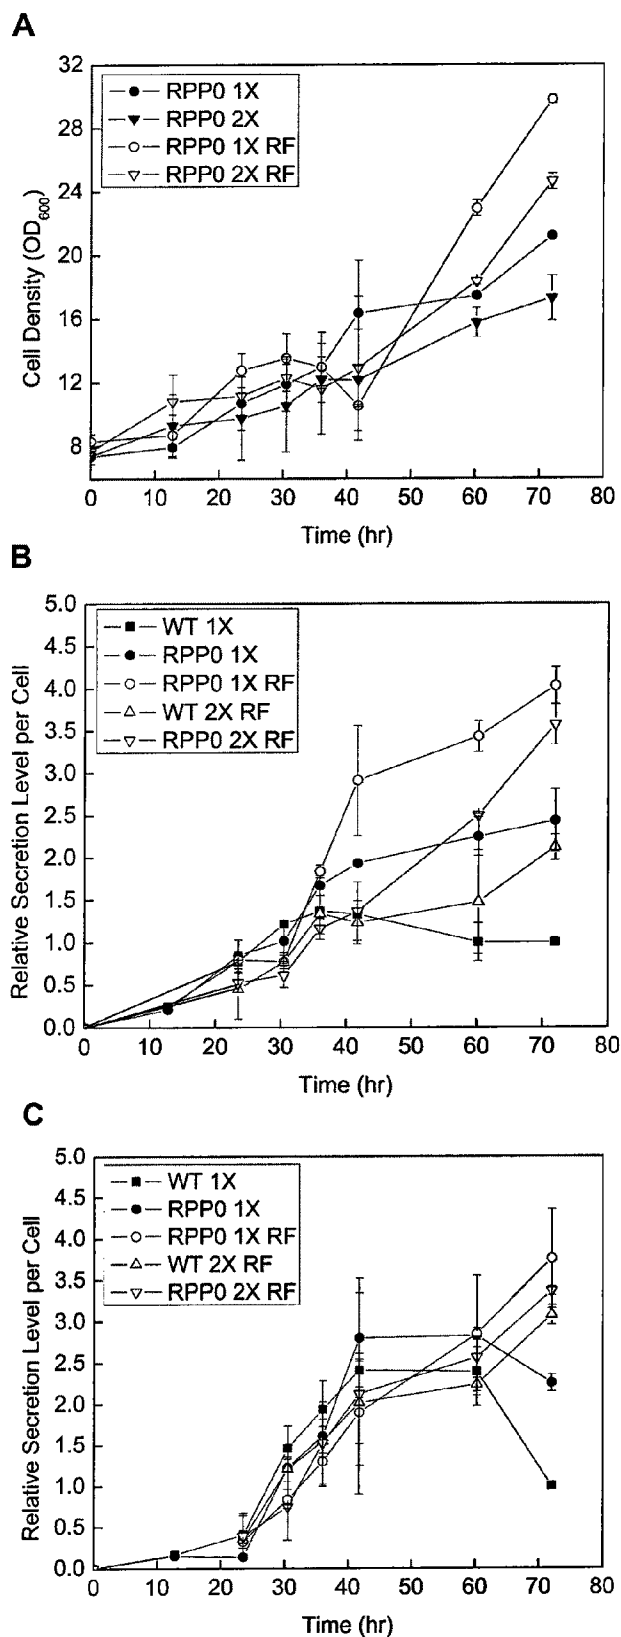 A
32
28
24
20
16
12
8
Cell Density (OD600)
RPP0 1X
RPP0 2X
RPP0 1X RF
RPP0 2X RF
0 10 20 30 40 50 60 70 80
Time (hr)
B
5.0
4.5
4.0
3.5
3.0
2.5
2.0
1.5
1.0
0.5
0.0
Relative Secretion Level per Cell
WT 1X
RPP0 1X
RPP0 1X RF
WT 2X RF
RPP0 2X RF
0 10 20 30 40 50 60 70 80
Time (hr)
C
5.0
4.5
4.0
3.5
3.0
2.5
2.0
1.5
1.0
0.5
0.0
Relative Secretion Level per Cell
WT 1X
RPP0 1X
RPP0 1X RF
WT 2X RF
RPP0 2X RF
0 10 20 30 40 50 60 70 80
Time (hr)